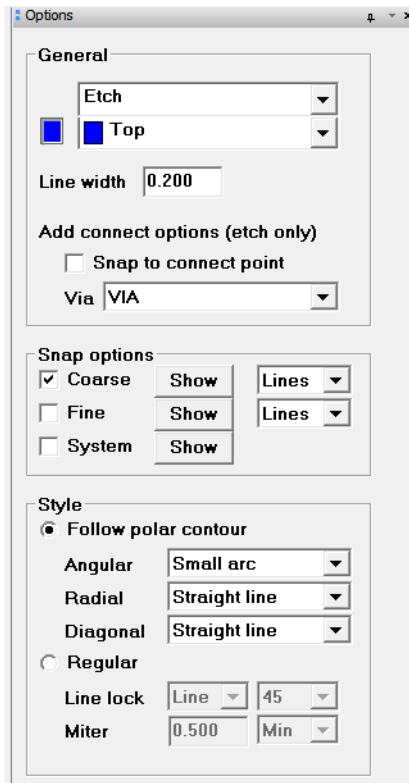 Options
General
Etch
Top
Line width 0.200
Add connect options (etch only)
Snap to connect point
Via VIA
Snap options
Coarse Show Lines
Fine Show Lines
System Show
Style
Follow polar contour
Angular Small arc
Radial Straight line
Diagonal Straight line
Regular
Line lock Line 45
Miter 0.500 Min